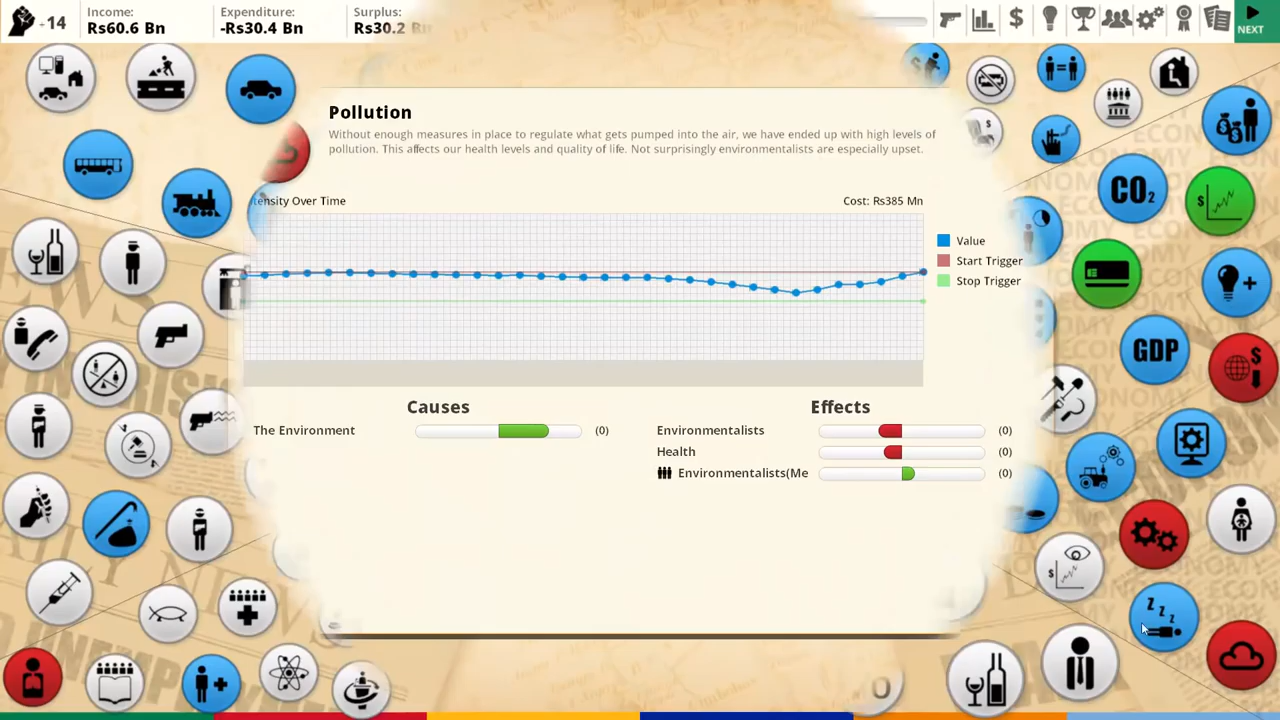 14
Income:
Rs60.6 Bn
Expenditure:
-Rs30.4 Bn
Surplus:
Rs30.2 Bn
NEXT
Pollution
Without enough measures in place to regulate what gets pumped into the air, we have ended up with high levels of
pollution. This affects our health levels and quality of life. Not surprisingly environmentalists are especially upset.
tensity Over Time
Cost: Rs385 Mn
Value
Start Trigger
Stop Trigger
Causes
The Environment
(0)
Effects
Environmentalists
(0)
Health
(0)
Environmentalists(Me
(0)
CO2
GDP
Z Z Z
ECONOMY